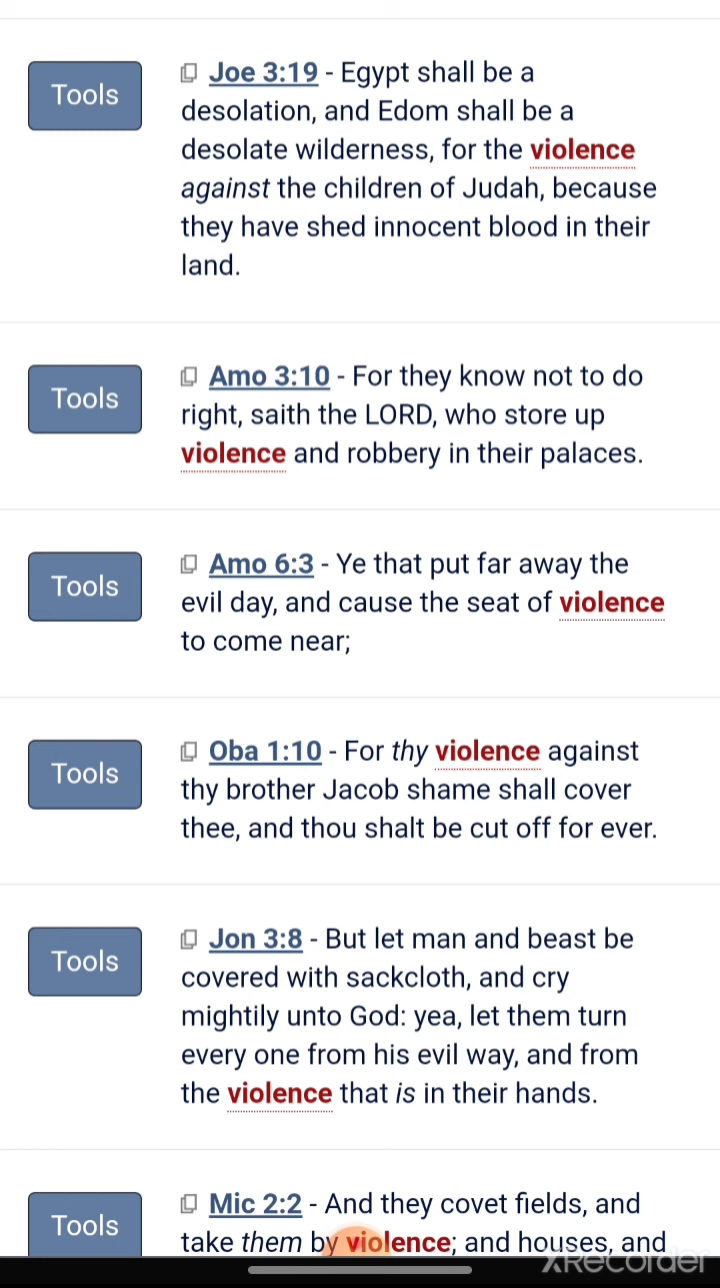 Tools
Joe 3:19 - Egypt shall be a
desolation, and Edom shall be a
desolate wilderness, for the violence
against the children of Judah, because
they have shed innocent blood in their
land.
Tools
Amo 3:10 - For they know not to do
right, saith the LORD, who store up
violence and robbery in their palaces.
Tools
Amo 6:3 - Ye that put far away the
evil day, and cause the seat of violence
to come near;
Tools
Oba 1:10 - For thy violence against
thy brother Jacob shame shall cover
thee, and thou shalt be cut off for ever.
Tools
Jon 3:8 - But let man and beast be
covered with sackcloth, and cry
mightily unto God: yea, let them turn
every one from his evil way, and from
the violence that is in their hands.
Tools
Mic 2:2 - And they covet fields, and
take them by violence; and houses, and
XRecorder